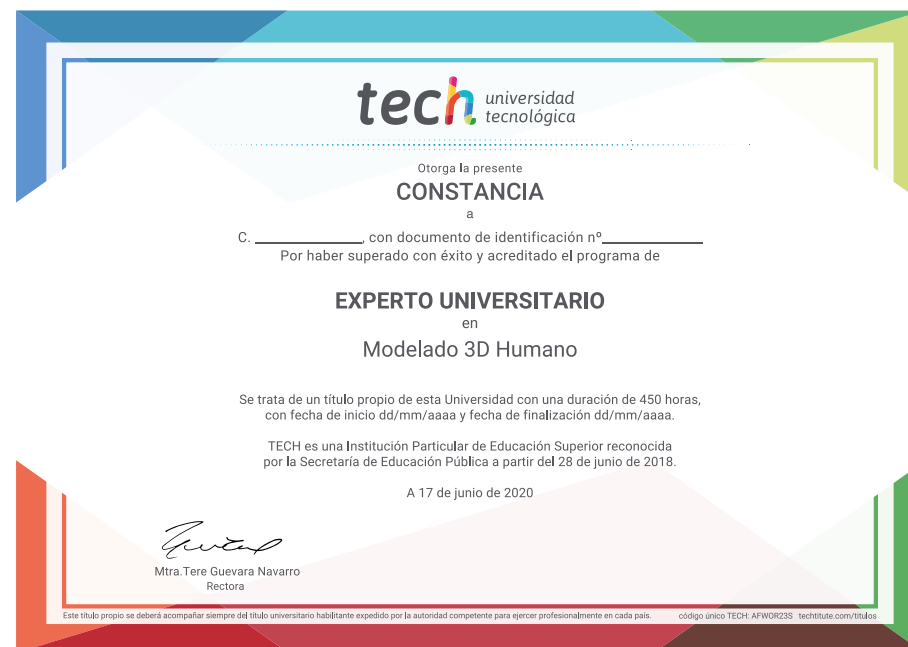 tech universidad
tecnológica
Otorga la presente
CONSTANCIA
a
C. ______________, con documento de identificación nº_____________
Por haber superado con éxito y acreditado el programa de
EXPERTO UNIVERSITARIO
en
Modelado 3D Humano
Se trata de un título propio de esta Universidad con una duración de 450 horas,
con fecha de inicio dd/mm/aaaa y fecha de finalización dd/mm/aaaa.
TECH es una Institución Particular de Educación Superior reconocida
por la Secretaría de Educación Pública a partir del 28 de junio de 2018.
A 17 de junio de 2020
Mtra.Tere Guevara Navarro
Rectora
Este título propio se deberá acompañar siempre del título universitario habilitante expedido por la autoridad competente para ejercer profesionalmente en cada país. código único TECH: AFWOR23S techtitute.com/titulos